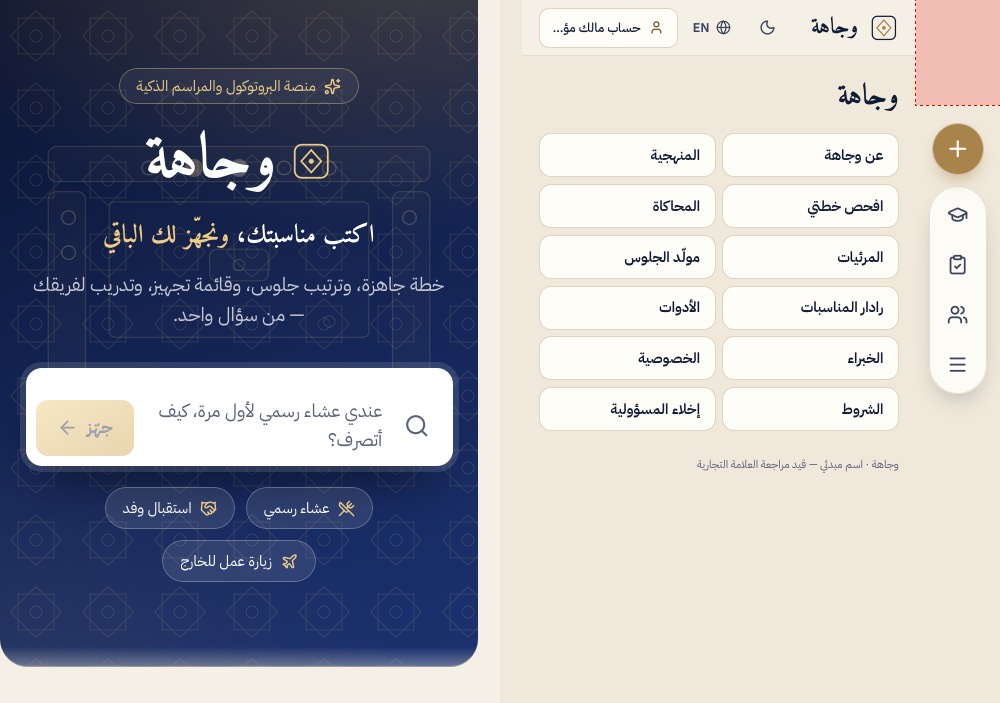 وجاهة
EN
حساب مالك مؤ...
وجاهة
عن وجاهة
المنهجية
افحص خطتي
المحاكاة
المرئيات
مولّد الجلوس
رادار المناسبات
الأدوات
الخبراء
الخصوصية
الشروط
إخلاء المسؤولية
وجاهة · اسم مبدئي — قيد مراجعة العلامة التجارية
منصة البروتوكول والمراسم الذكية
وجاهة
اكتب مناسبتك، ونجهّز لك الباقي
خطة جاهزة، وترتيب جلوس، وقائمة تجهيز، وتدريب لفريقك
— من سؤال واحد.
عندي عشاء رسمي لأول مرة، كيف
أتصرف؟
جهّز
عشاء رسمي
استقبال وفد
زيارة عمل للخارج